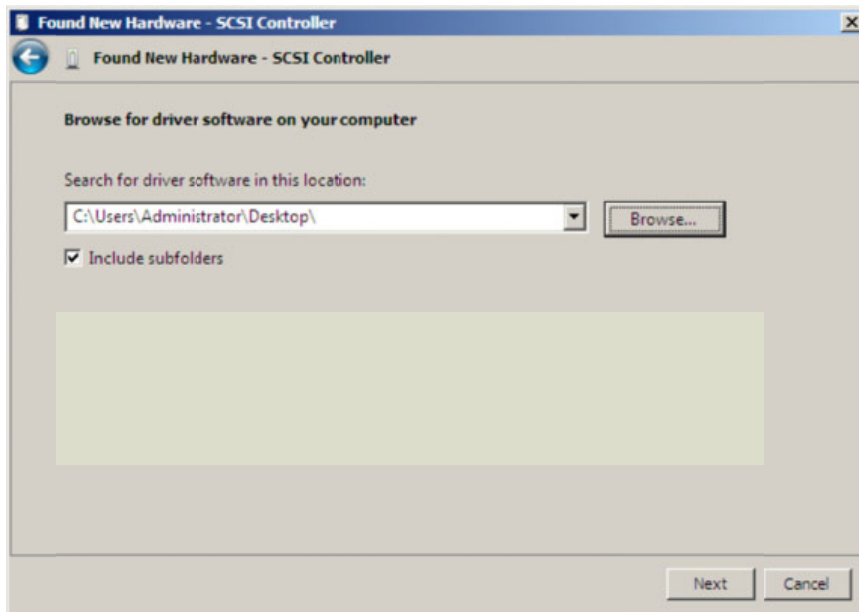 Found New Hardware - SCSI Controller
Found New Hardware - SCSI Controller
Browse for driver software on your computer
Search for driver software in this location:
C:\Users\Administrator\Desktop\
Browse...
Include subfolders
Next
Cancel